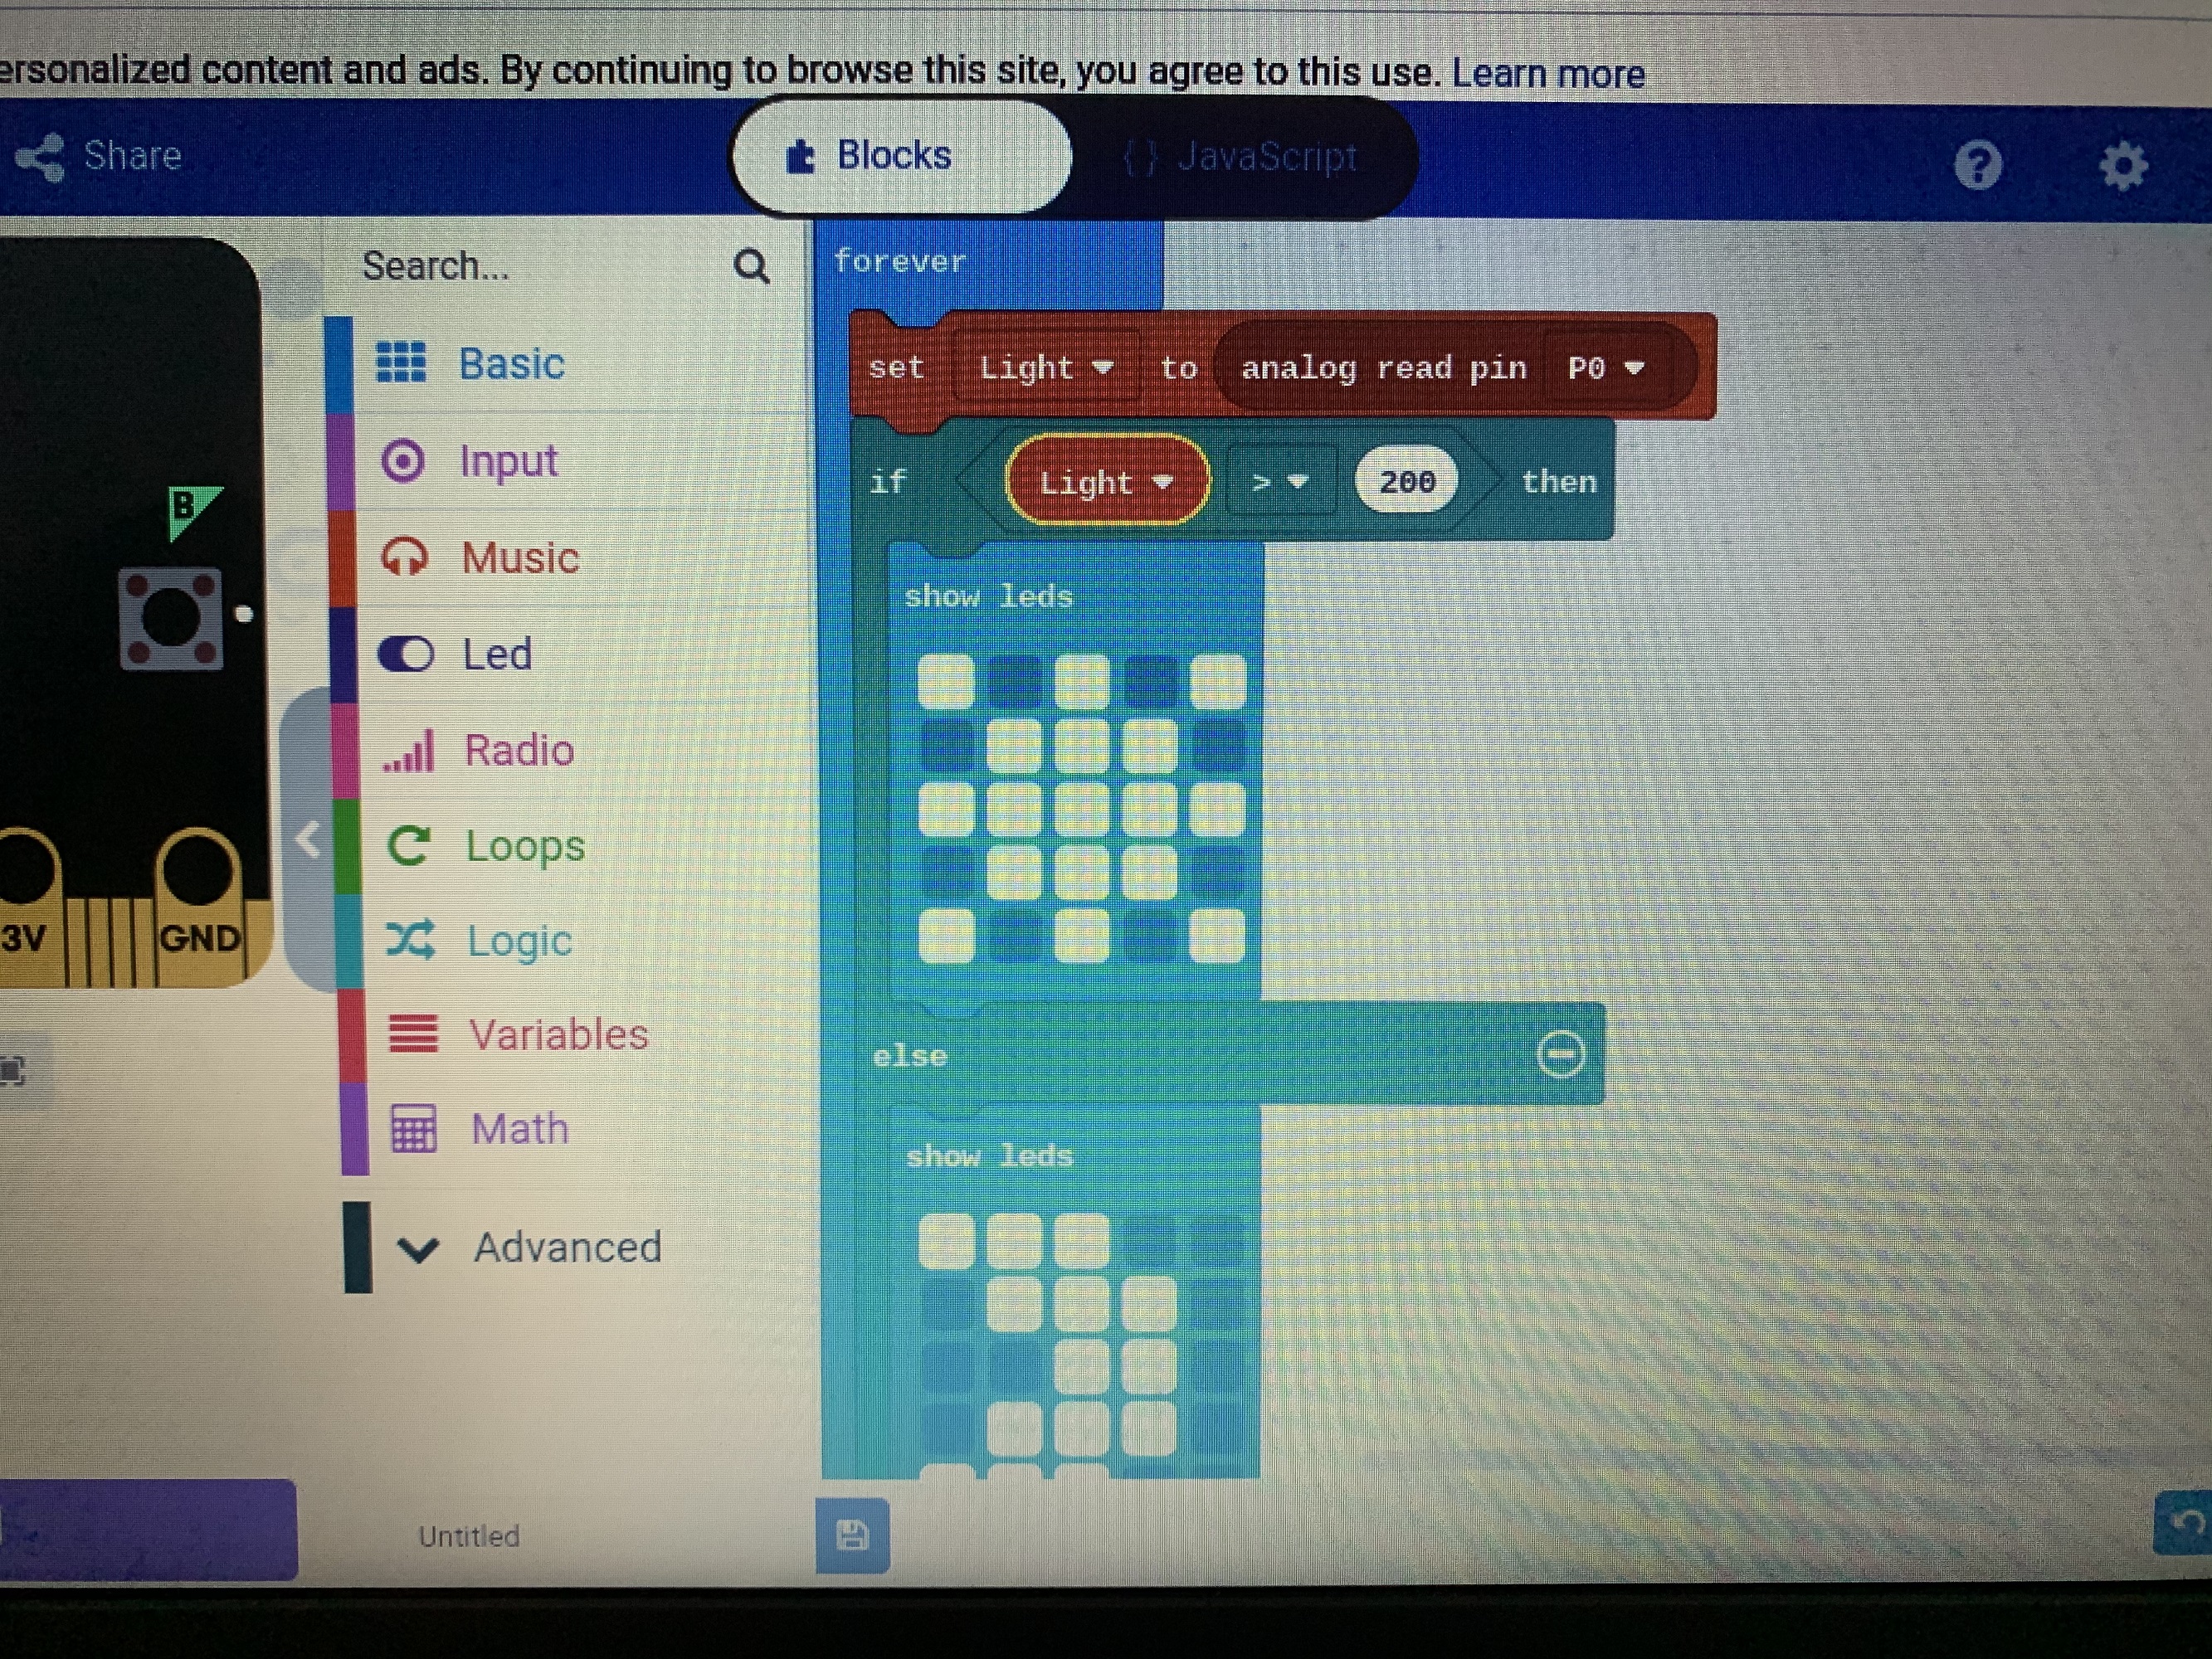 ersonalized content and ads. By continuing to browse this site, you agree to this use. Learn more
Share
Blocks
{ } JavaScript
?
Search...
Basic
Input
Music
Led
Radio
Loops
Logic
Variables
Math
Advanced
B
3V
GND
forever
set Light to analog read pin P0
if Light > 200 then
show leds
else
show leds
Untitled